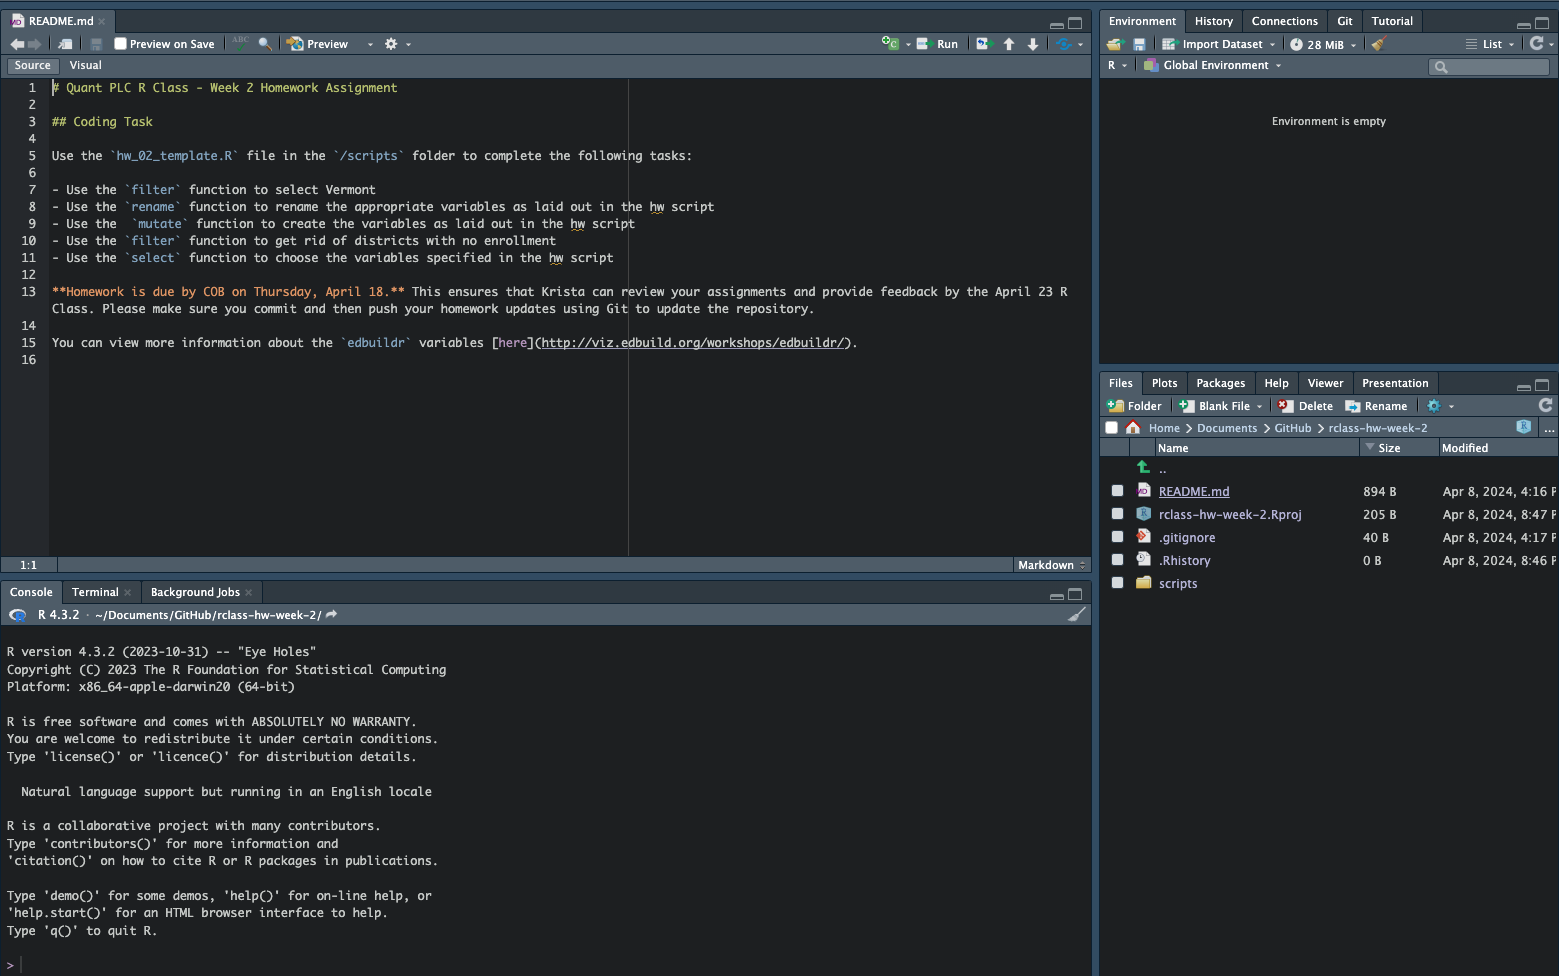 README.md
Preview on Save
ABC
Preview
Run
Source
Visual
1 # Quant PLC R Class - Week 2 Homework Assignment
2
3 ## Coding Task
4
5 Use the `hw_02_template.R` file in the `/scripts` folder to complete the following tasks:
6
7 - Use the `filter` function to select Vermont
8 - Use the `rename` function to rename the appropriate variables as laid out in the hw script
9 - Use the  `mutate` function to create the variables as laid out in the hw script
10 - Use the `filter` function to get rid of districts with no enrollment
11 - Use the `select` function to choose the variables specified in the hw script
12
13 **Homework is due by COB on Thursday, April 18.** This ensures that Krista can review your assignments and provide feedback by the April 23 R
Class. Please make sure you commit and then push your homework updates using Git to update the repository.
14
15 You can view more information about the `edbuildr` variables [here](http://viz.edbuild.org/workshops/edbuildr/).
16
1:1
Markdown
Console
Terminal
Background Jobs
R 4.3.2 · ~/Documents/GitHub/rclass-hw-week-2/
R version 4.3.2 (2023-10-31) -- "Eye Holes"
Copyright (C) 2023 The R Foundation for Statistical Computing
Platform: x86_64-apple-darwin20 (64-bit)
R is free software and comes with ABSOLUTELY NO WARRANTY.
You are welcome to redistribute it under certain conditions.
Type 'license()' or 'licence()' for distribution details.
Natural language support but running in an English locale
R is a collaborative project with many contributors.
Type 'contributors()' for more information and
'citation()' on how to cite R or R packages in publications.
Type 'demo()' for some demos, 'help()' for on-line help, or
'help.start()' for an HTML browser interface to help.
Type 'q()' to quit R.
>
Environment
History
Connections
Git
Tutorial
Import Dataset
28 MiB
List
R
Global Environment
Environment is empty
Files
Plots
Packages
Help
Viewer
Presentation
Folder
Blank File
Delete
Rename
Home > Documents > GitHub > rclass-hw-week-2
...
Name Size Modified
..
README.md 894 B Apr 8, 2024, 4:16 P
rclass-hw-week-2.Rproj 205 B Apr 8, 2024, 8:47 P
.gitignore 40 B Apr 8, 2024, 4:17 P
.Rhistory 0 B Apr 8, 2024, 8:46 P
scripts